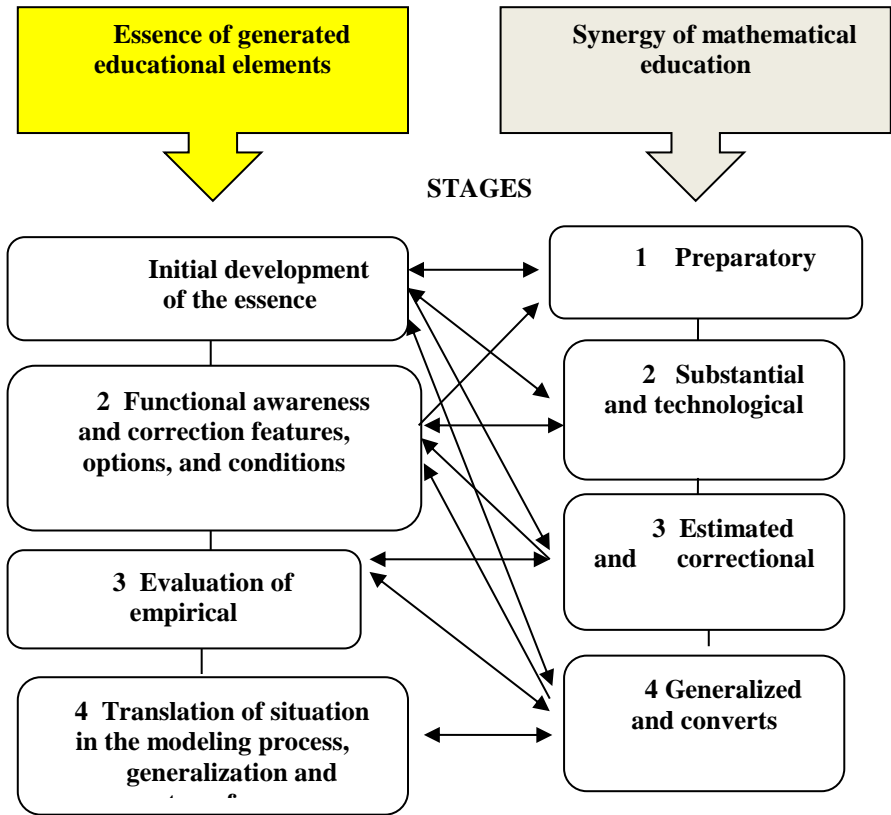 Essence of generated
educational elements
Synergy of mathematical
education
STAGES
Initial development
of the essence
2 Functional awareness
and correction features,
options, and conditions
3 Evaluation of
empirical
4 Translation of situation
in the modeling process,
generalization and
1 Preparatory
2 Substantial
and technological
3 Estimated
and correctional
4 Generalized
and converts